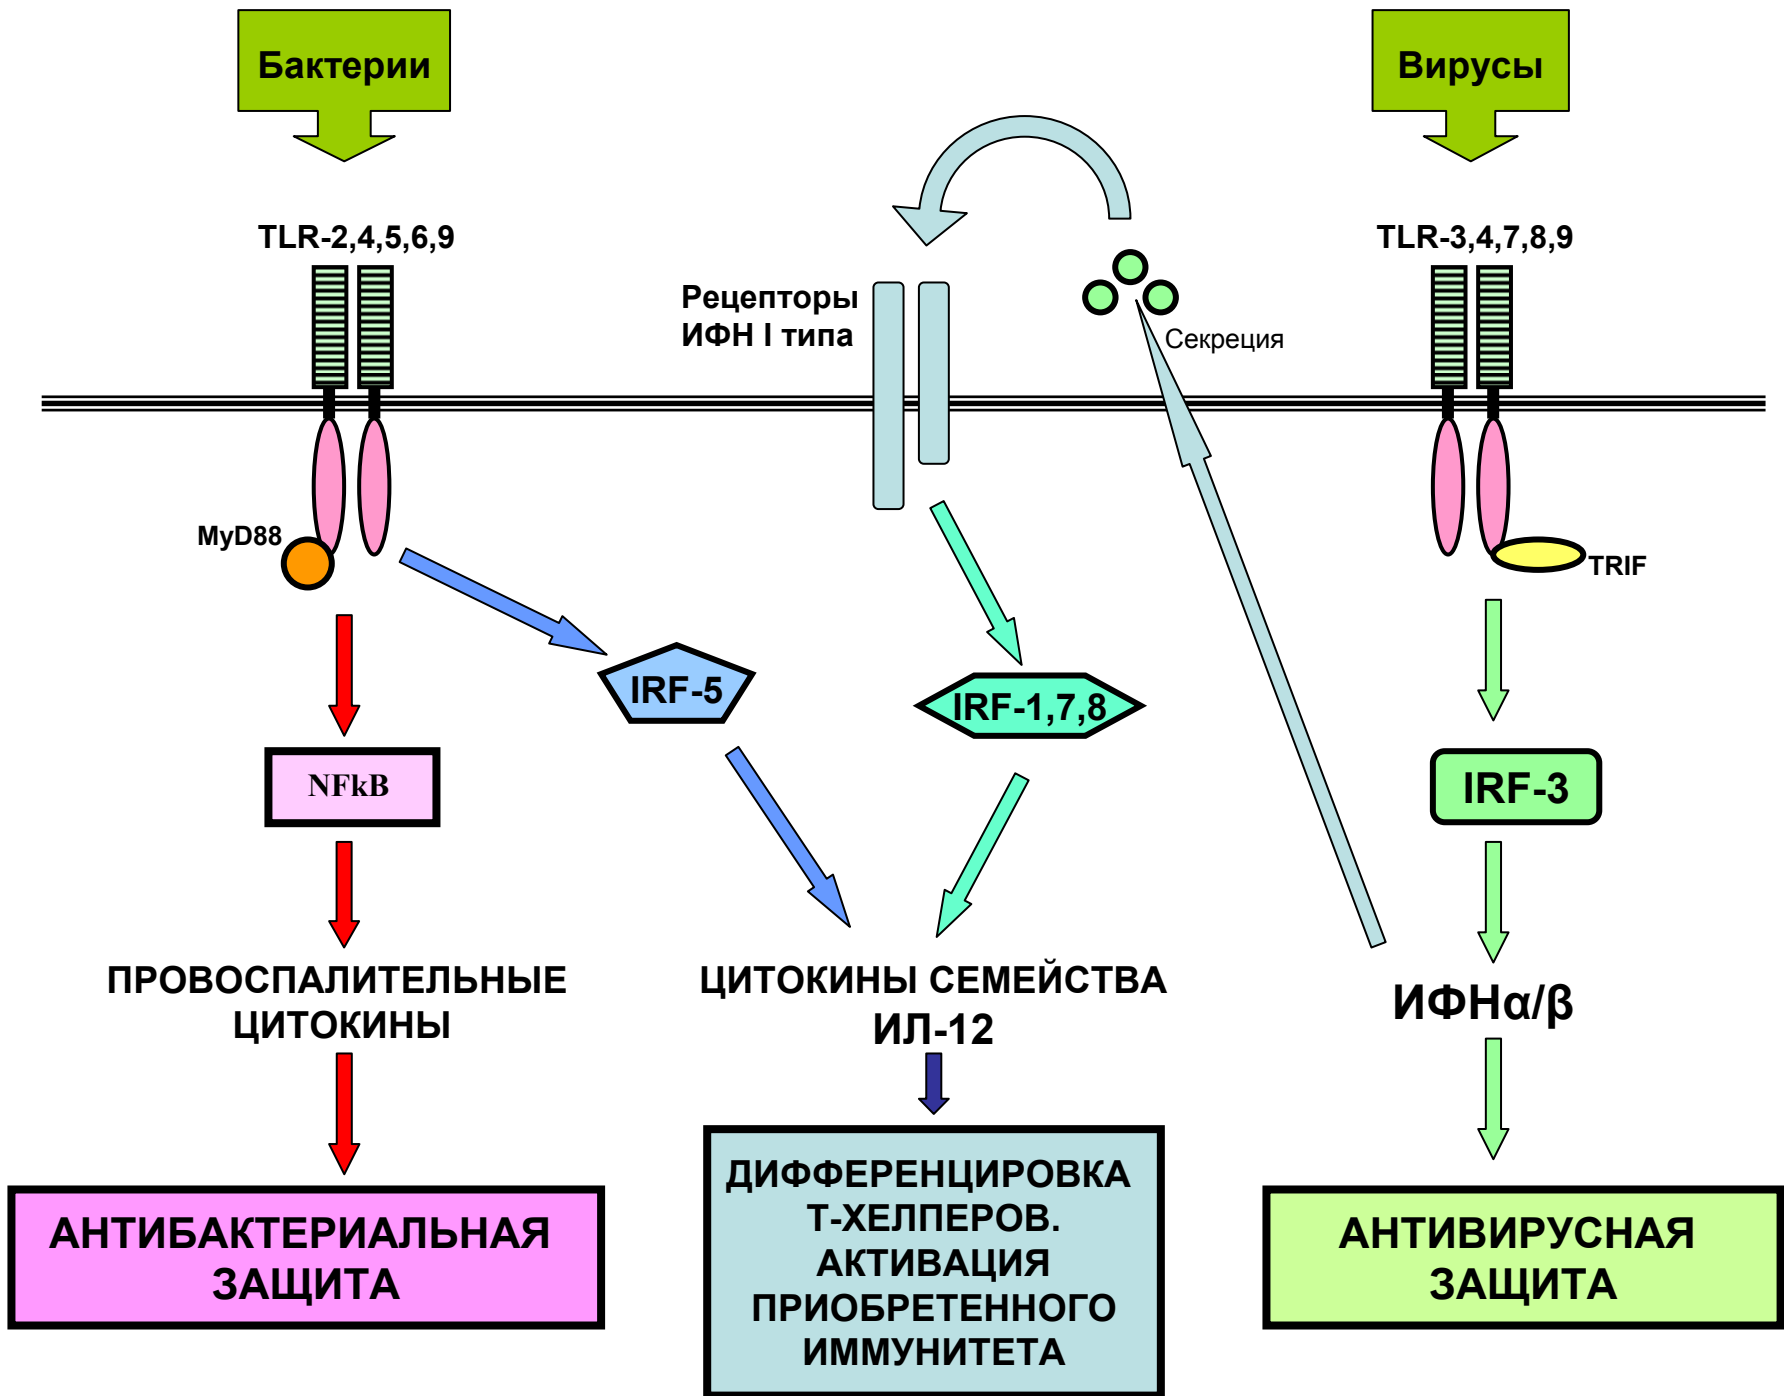 Бактерии
Вирусы
TLR-2,4,5,6,9
TLR-3,4,7,8,9
Рецепторы
ИФН I типа
Секреция
MyD88
TRIF
IRF-5
IRF-1,7,8
NFkB
IRF-3
ПРОВОСПАЛИТЕЛЬНЫЕ
ЦИТОКИНЫ
ЦИТОКИНЫ СЕМЕЙСТВА
ИЛ-12
ИФНα/β
АНТИБАКТЕРИАЛЬНАЯ
ЗАЩИТА
ДИФФЕРЕНЦИРОВКА
Т-ХЕЛПЕРОВ.
АКТИВАЦИЯ
ПРИОБРЕТЕННОГО
ИММУНИТЕТА
АНТИВИРУСНАЯ
ЗАЩИТА